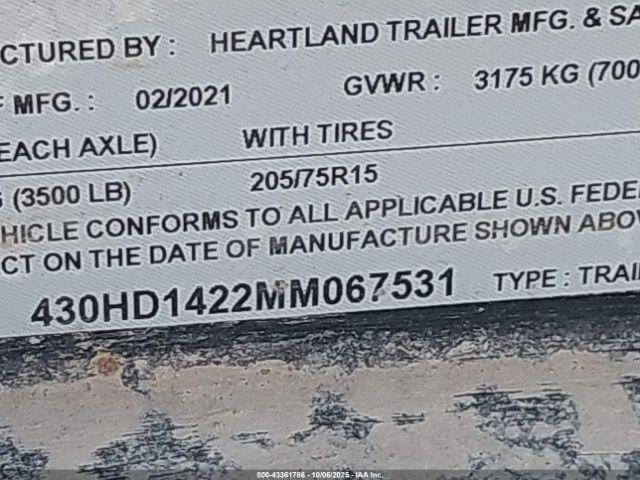 CTURED BY : HEARTLAND TRAILER MFG. & SA
F MFG. : 02/2021 GVWR : 3175 KG (700
EACH AXLE) WITH TIRES
G (3500 LB) 205/75R15
HICLE CONFORMS TO ALL APPLICABLE U.S. FEDE
CT ON THE DATE OF MANUFACTURE SHOWN ABO
430HD1422MM067531 TYPE : TRAIL
000-43361786 - 10/06/2025 - IAA Inc.